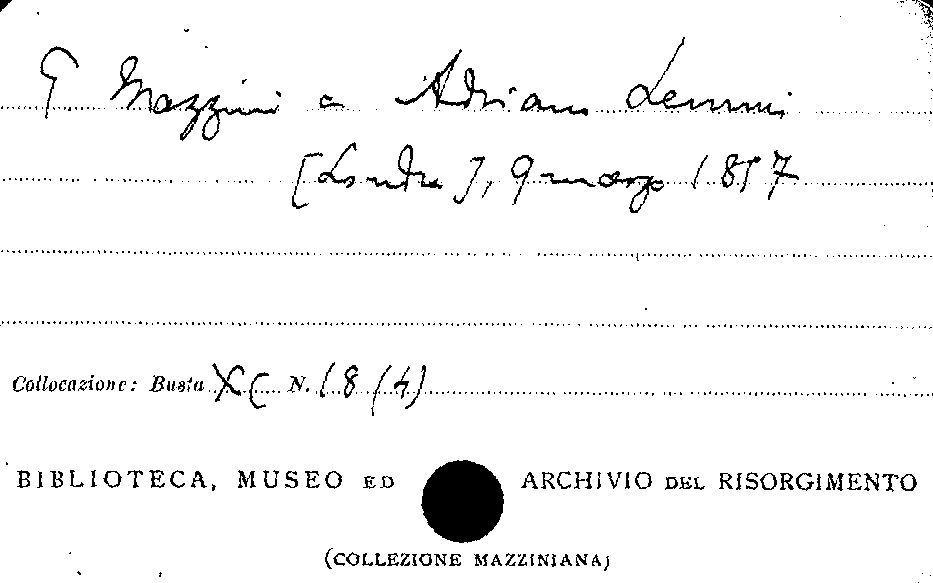 G Mazzini a Adriano Lemmi
[Londra], 9 marzo 1857
Collocazione: Busta XC N. 18 (4)
BIBLIOTECA, MUSEO ED ARCHIVIO DEL RISORGIMENTO
(COLLEZIONE MAZZINIANA)